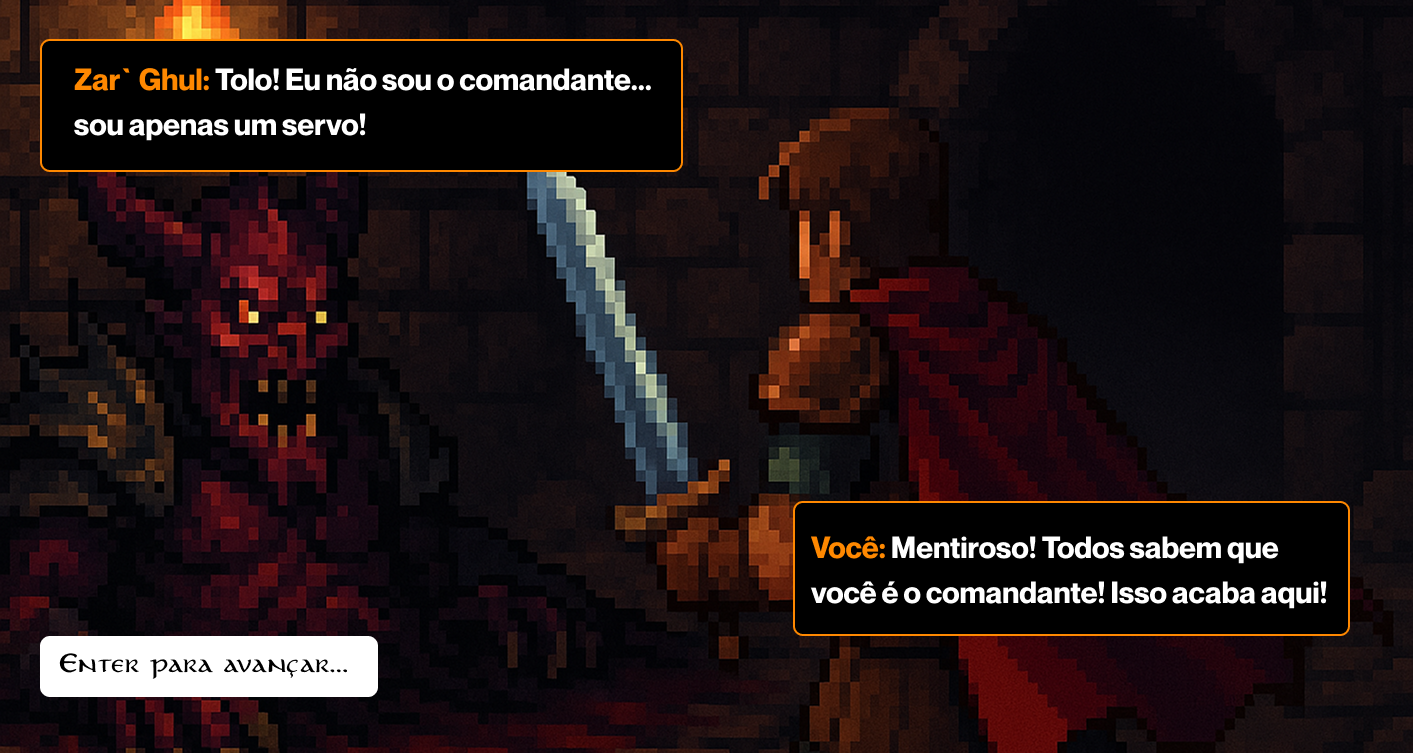 Zar` Ghul: Tolo! Eu não sou o comandante...
sou apenas um servo!
Você: Mentiroso! Todos sabem que
você é o comandante! Isso acaba aqui!
Enter para avançar...